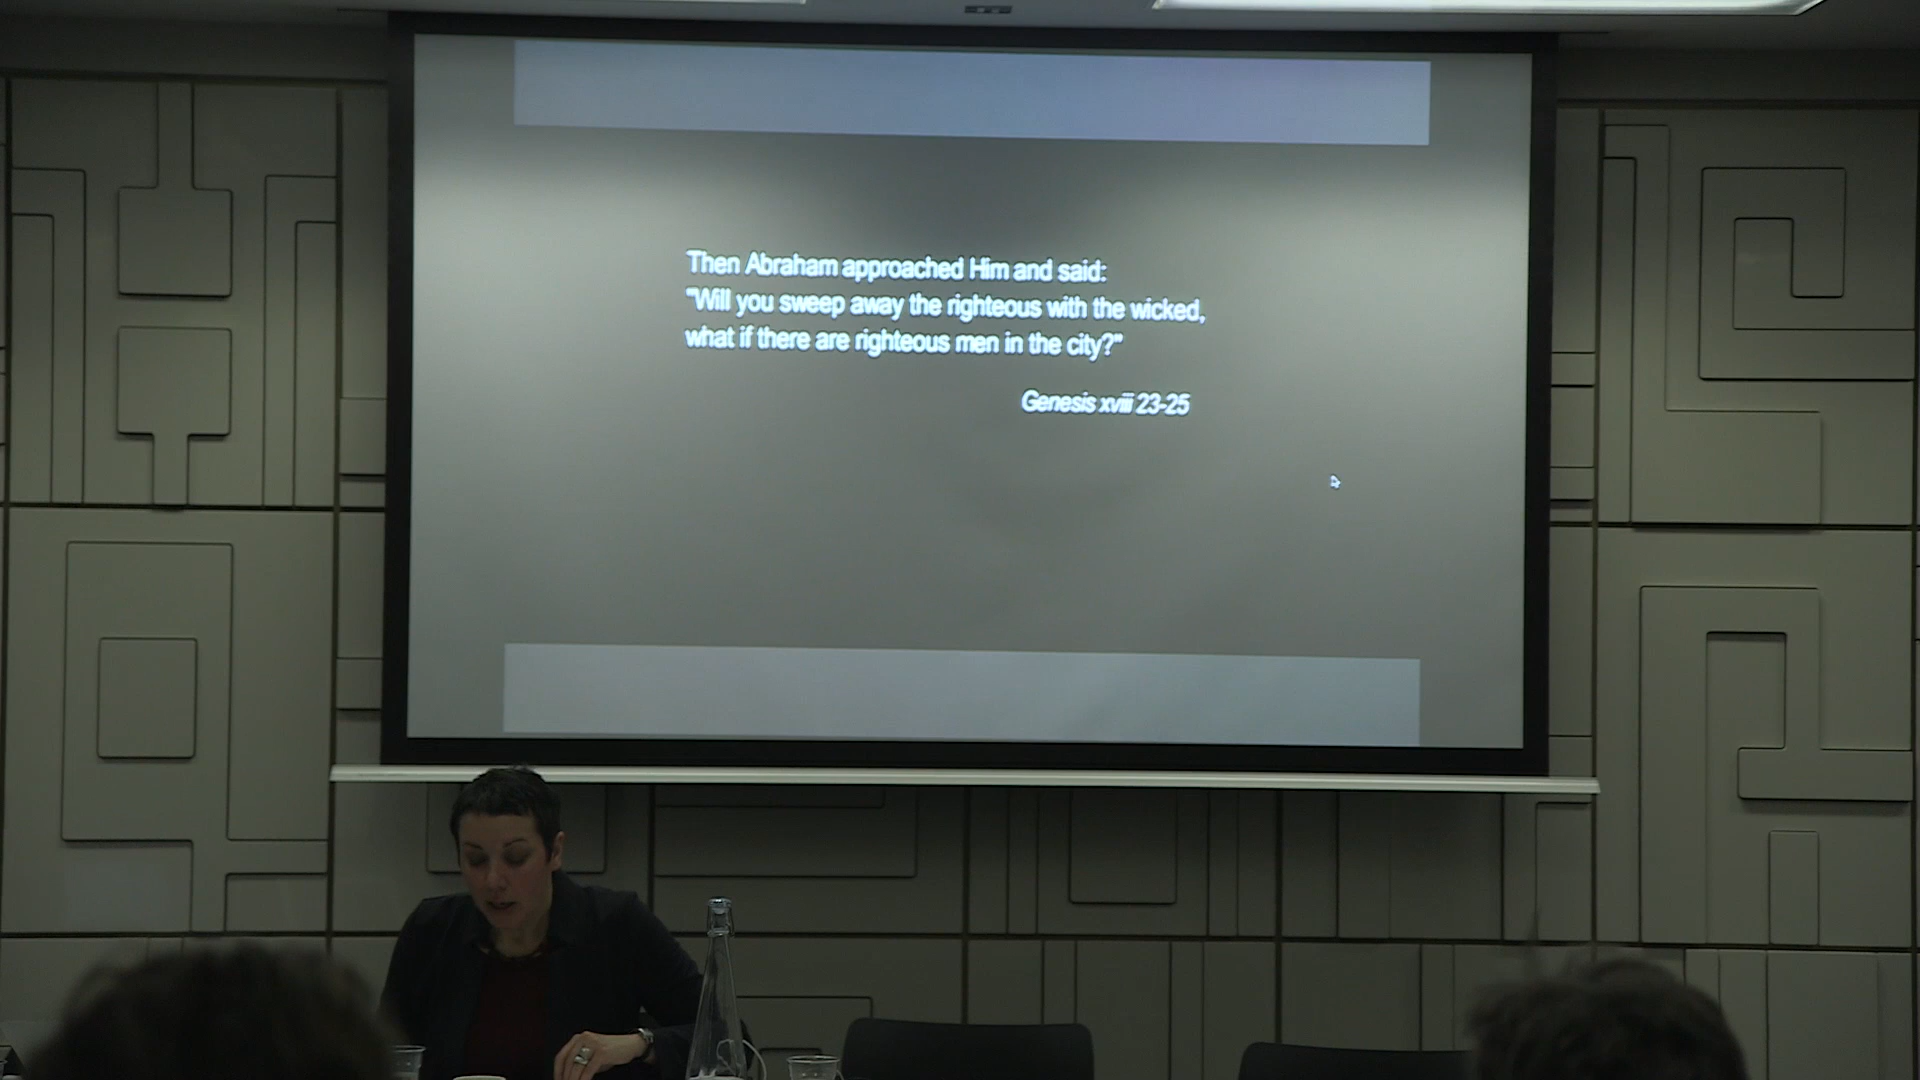 Then Abraham approached Him and said:
"Will you sweep away the righteous with the wicked,
what if there are righteous men in the city?"
Genesis xviii 23-25